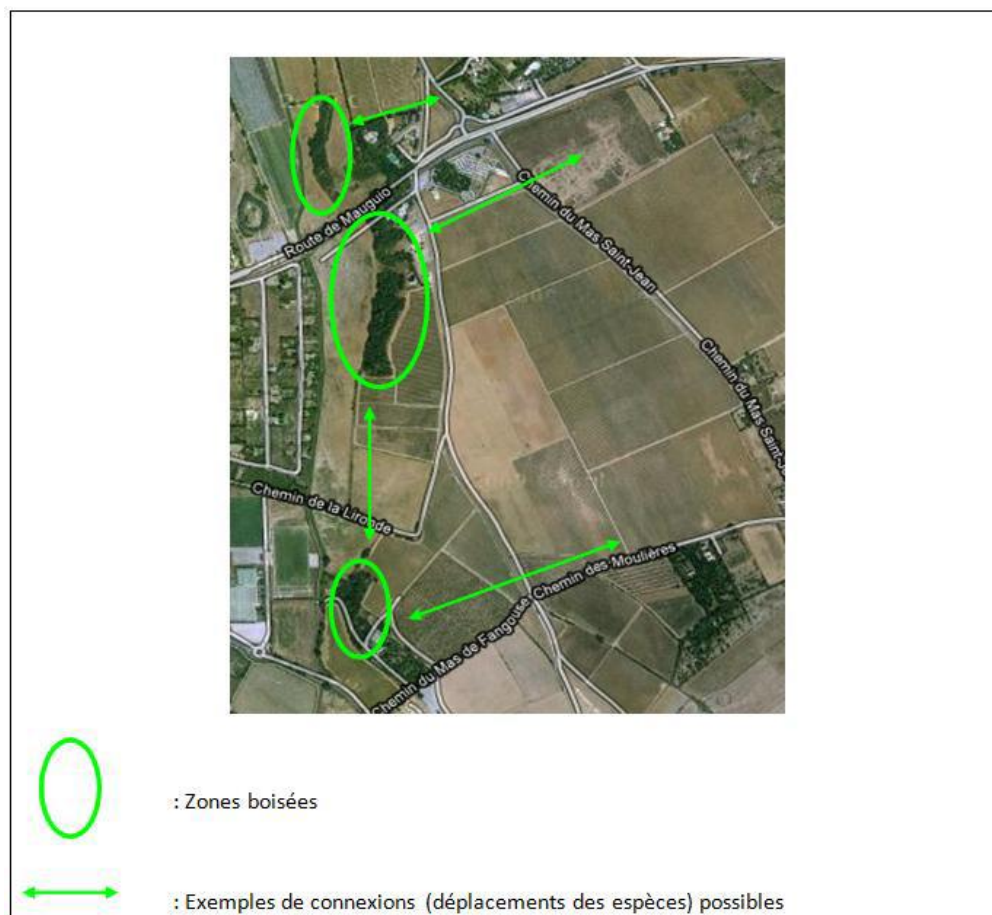 Route de Mauguio
Chemin du Mas Saint-Jean
Chemin du Mas Saint-Je
Chemin de la Lironde
Chemin du Mas de Fangouse
Chemin des Moulières
: Zones boisées
: Exemples de connexions (déplacements des espèces) possibles